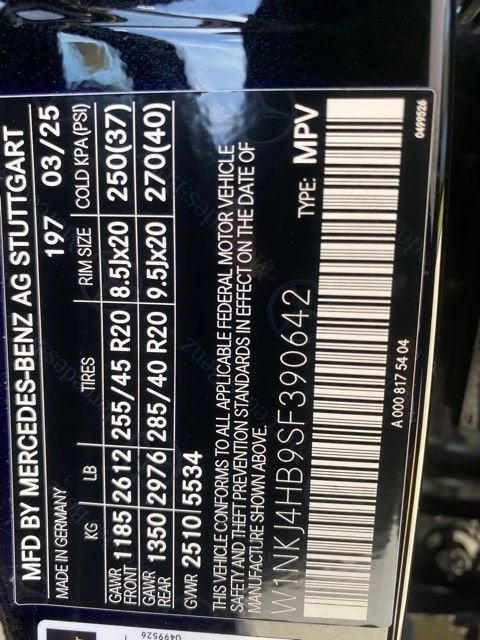 MFD BY MERCEDES-BENZ AG STUTTGART
MADE IN GERMANY 197 03/25
KG LB TIRES RIM SIZE COLD KPA(PSI)
GAWR FRONT 1185 2612 255/45 R20 8.5Jx20 250(37)
GAWR REAR 1350 2976 285/40 R20 9.5Jx20 270(40)
GVWR 2510 5534
THIS VEHICLE CONFORMS TO ALL APPLICABLE FEDERAL MOTOR VEHICLE
SAFETY AND THEFT PREVENTION STANDARDS IN EFFECT ON THE DATE OF
MANUFACTURE SHOWN ABOVE.
W1NKJ4HB9SF390642 TYPE: MPV
A 000 817 54 04
0499526
0499526